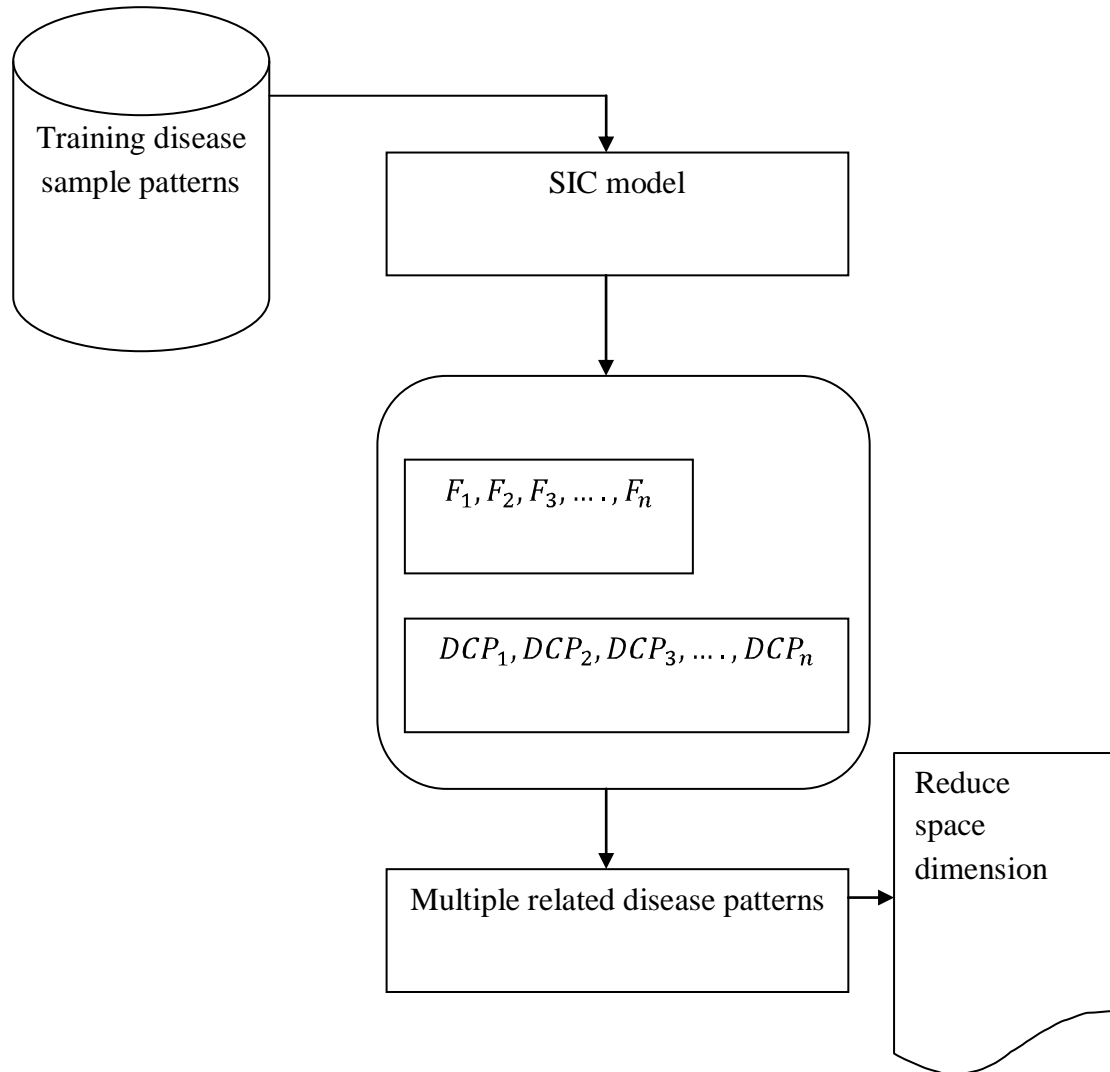 Training disease
sample patterns
SIC model
F₁, F₂, F₃, … . , Fₙ
DCP₁, DCP₂, DCP₃, … . , DCPₙ
Multiple related disease patterns
Reduce
space
dimension